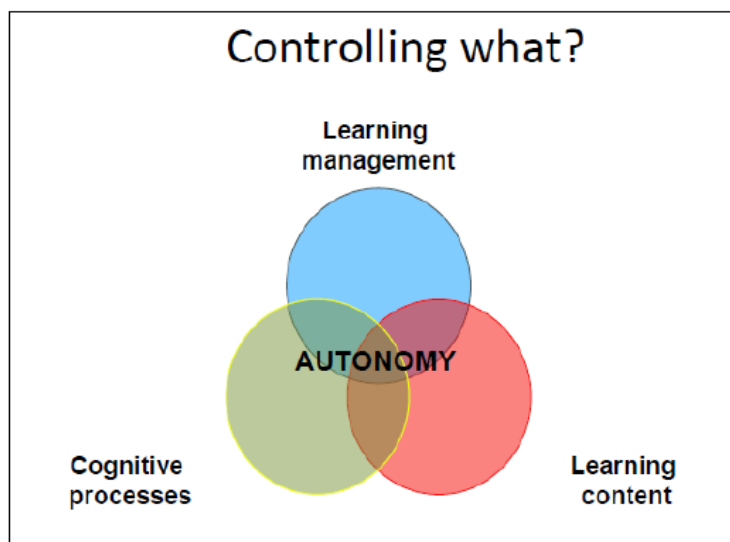 Controlling what?
Learning
management
AUTONOMY
Cognitive
processes
Learning
content